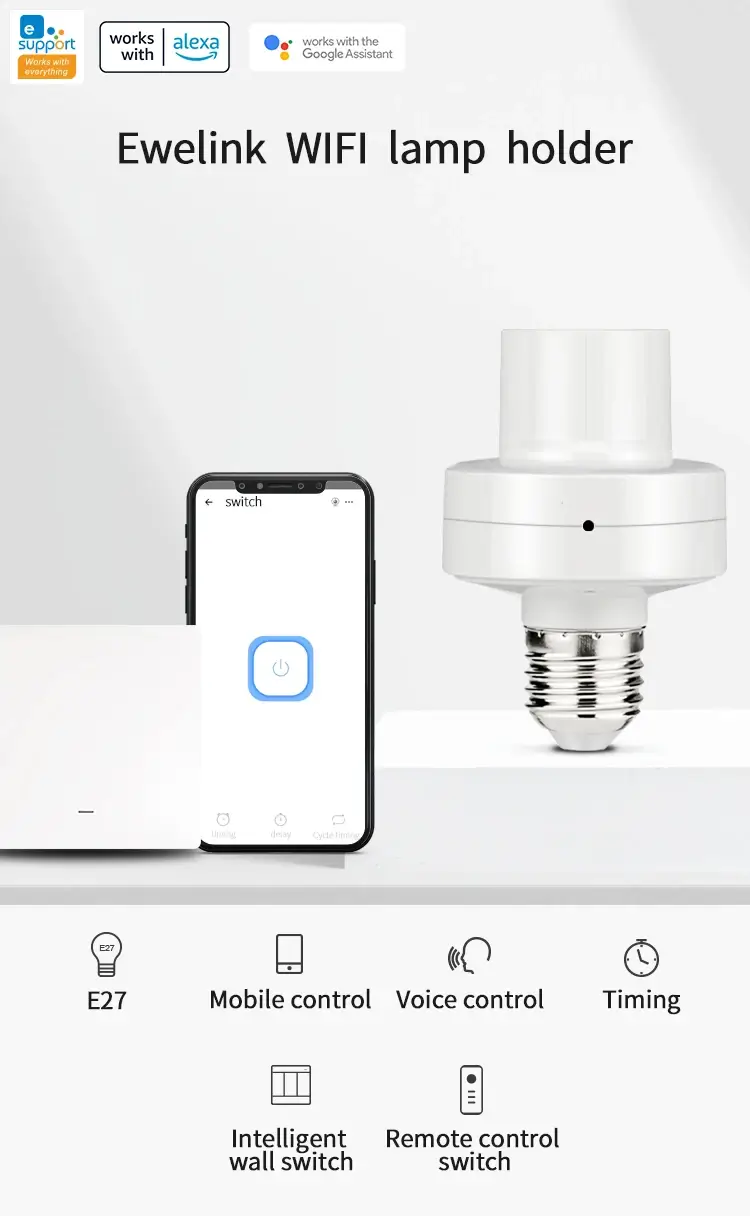 e
support
Works with
everything
works
with
alexa
works with the
Google Assistant
Ewelink WIFI lamp holder
switch
timing
delay
Cycle timing
E27
E27
Mobile control
Voice control
Timing
Intelligent
wall switch
Remote control
switch